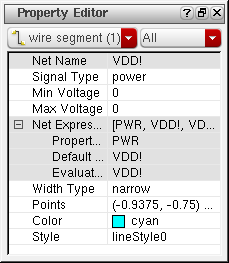 Property Editor ?
wire segment (1) All
Net Name VDD!
Signal Type power
Min Voltage 0
Max Voltage 0
Net Expres... [PWR, VDD!, VD...
Propert... PWR
Default ... VDD!
Evaluat... VDD!
Width Type narrow
Points (-0.9375, -0.75) ...
Color cyan
Style lineStyle0